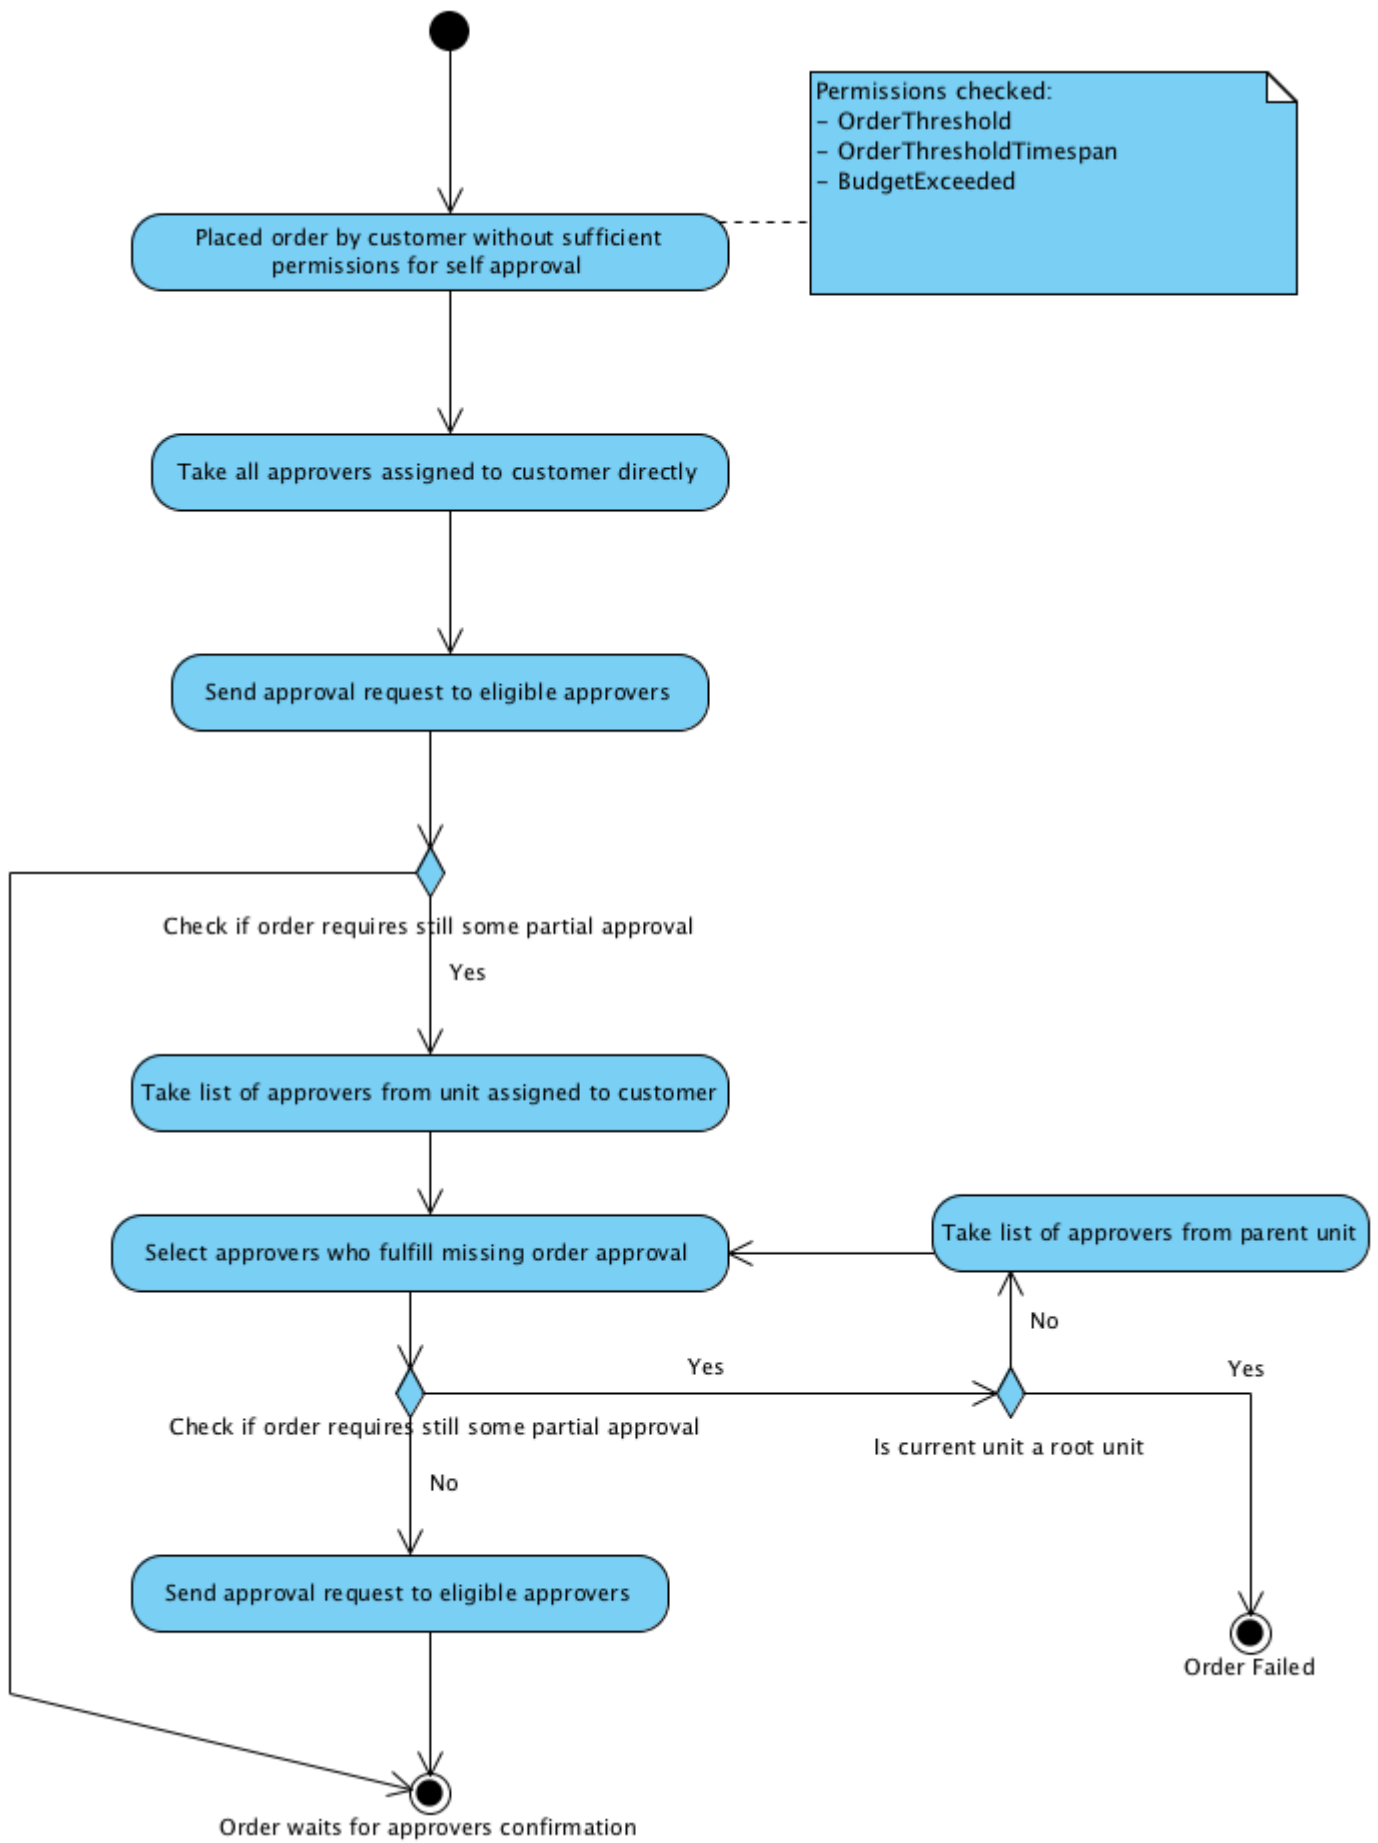 Permissions checked:
- OrderThreshold
- OrderThresholdTimespan
- BudgetExceeded
Placed order by customer without sufficient
permissions for self approval
Take all approvers assigned to customer directly
Send approval request to eligible approvers
Check if order requires still some partial approval
Yes
Take list of approvers from unit assigned to customer
Select approvers who fulfill missing order approval
Take list of approvers from parent unit
No
Yes
Yes
Check if order requires still some partial approval
Is current unit a root unit
No
Send approval request to eligible approvers
Order Failed
Order waits for approvers confirmation